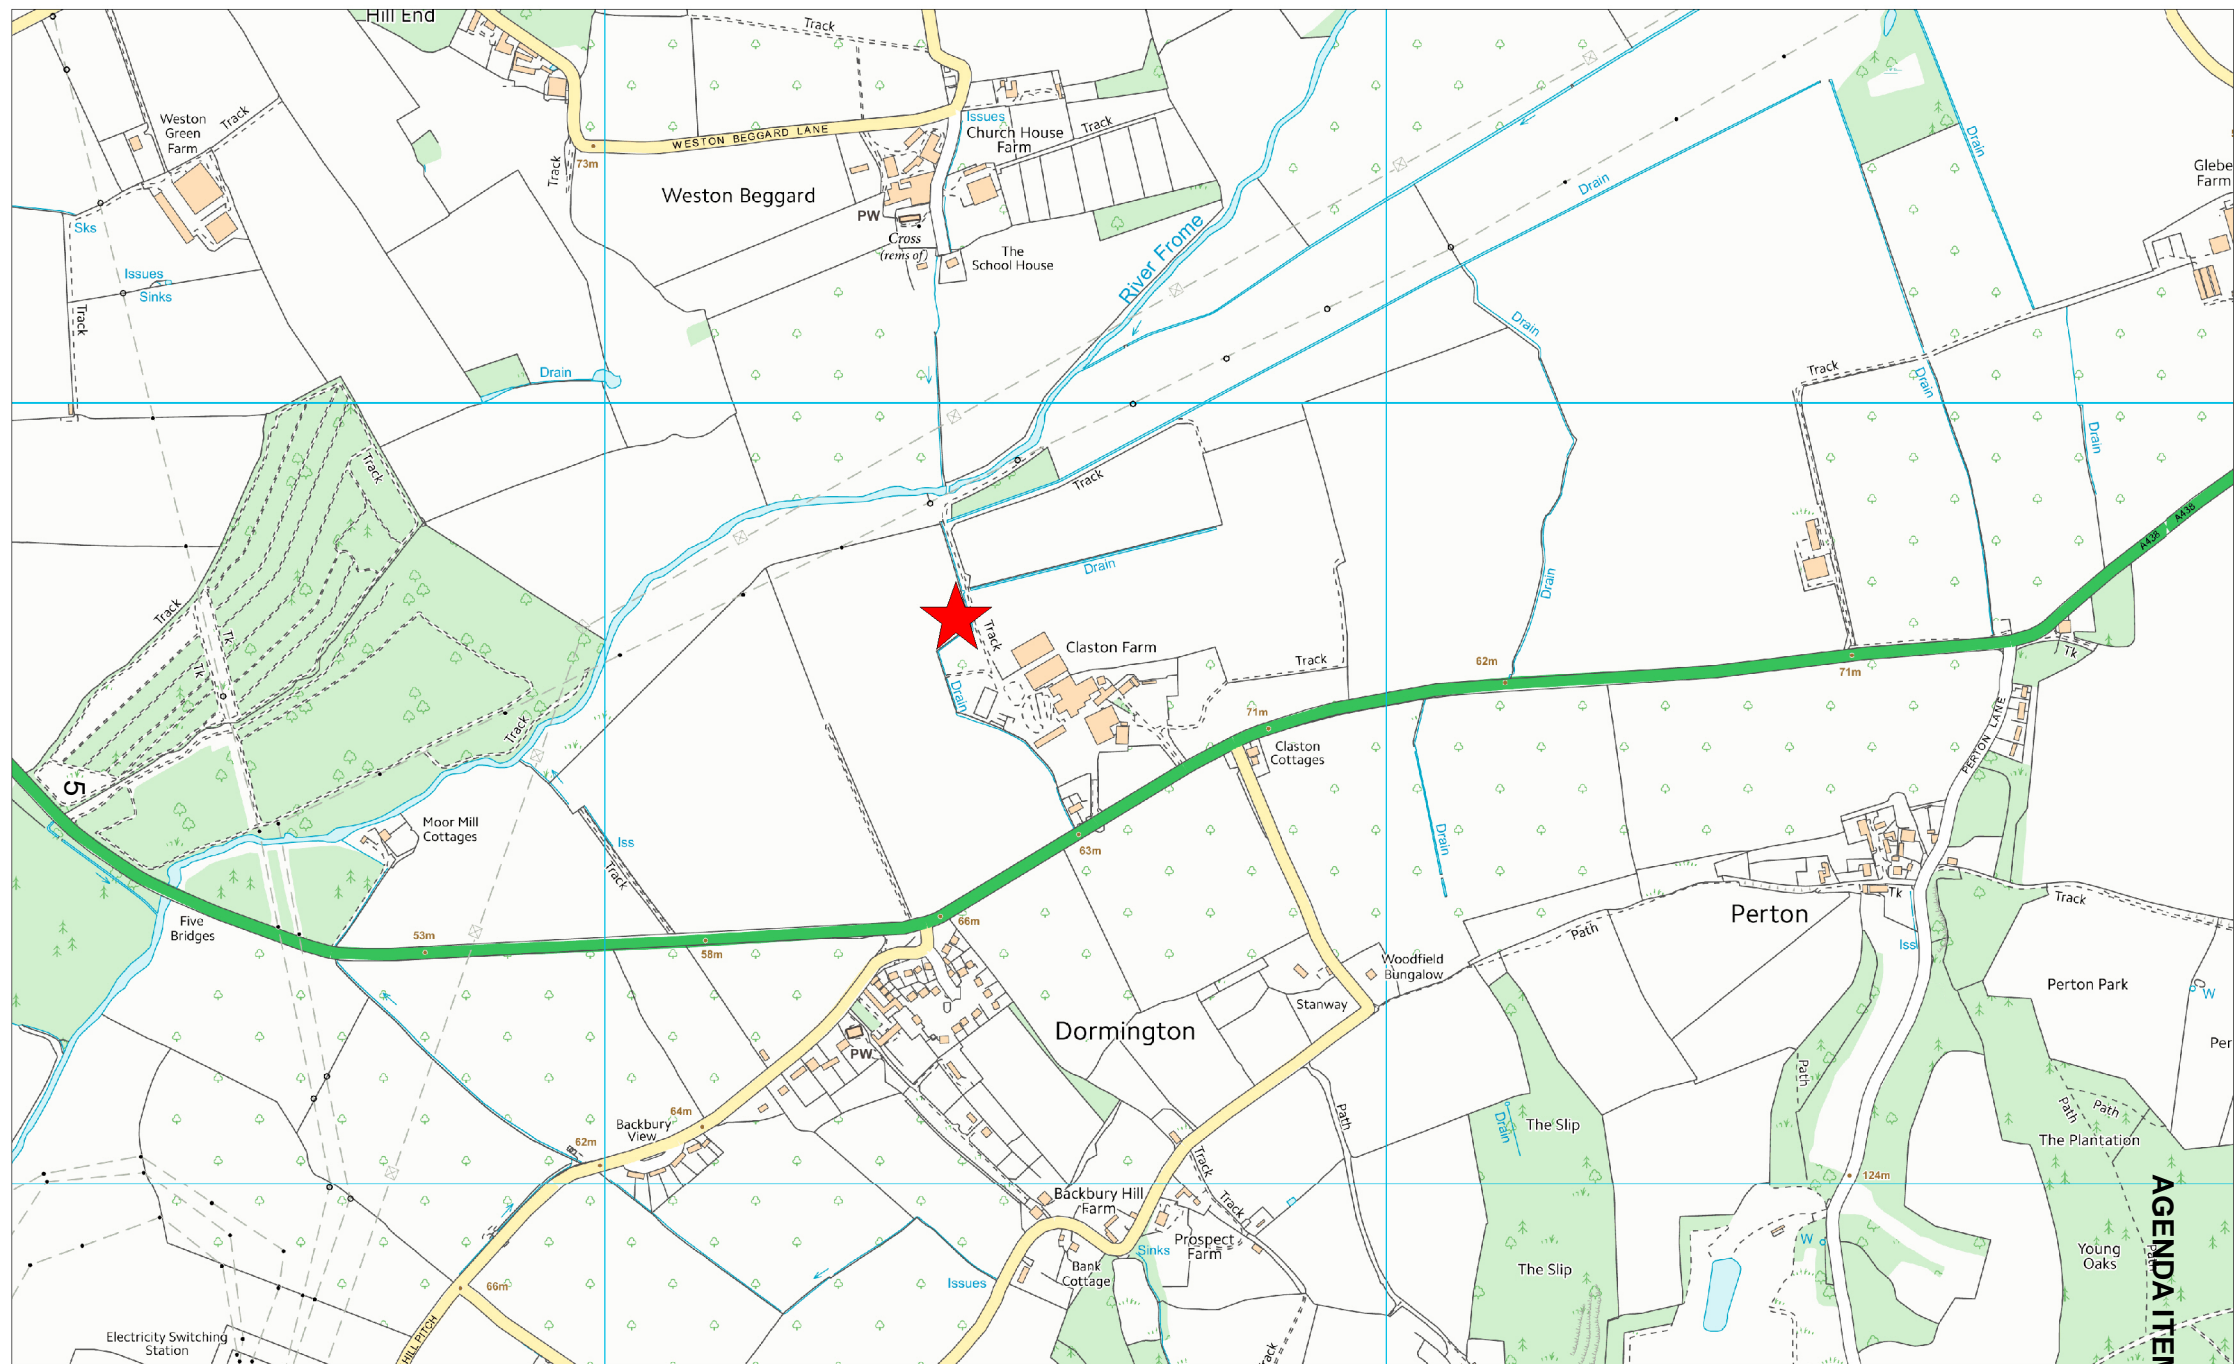 Hill End
Track
Weston
Green
Farm
Track
Sks
Issues
Sinks
Track
73m
Track
WESTON BEGGARD LANE
Weston Beggard
Issues
Church House
Farm
Track
PW
Cross
(rems of)
The
School House
River Frome
Drain
Drain
Drain
Glebe
Farm
Drain
Drain
Track
Drain
Drain
Track
Track
Drain
Drain
A438
A438
Track
Tk
Tk
Track
Claston Farm
Drain
Track
62m
71m
Tk
Track
71m
Claston
Cottages
PERTON LANE
5
Moor Mill
Cottages
Iss
Track
63m
Drain
Five
Bridges
53m
58m
66m
Perton
Tk
Track
Path
Iss
Woodfield
Bungalow
Stanway
Perton Park
W
Dormington
PW
Per
Path
Path
Path
Path
64m
Backbury
View
62m
Drain
The Slip
The Plantation
124m
Track
Track
Backbury Hill
Farm
Prospect
Farm
Sinks
Bank
Cottage
Issues
66m
The Slip
W
Young
Oaks
Path
AGENDA ITEM
Electricity Switching
Station
HILL PITCH
Track